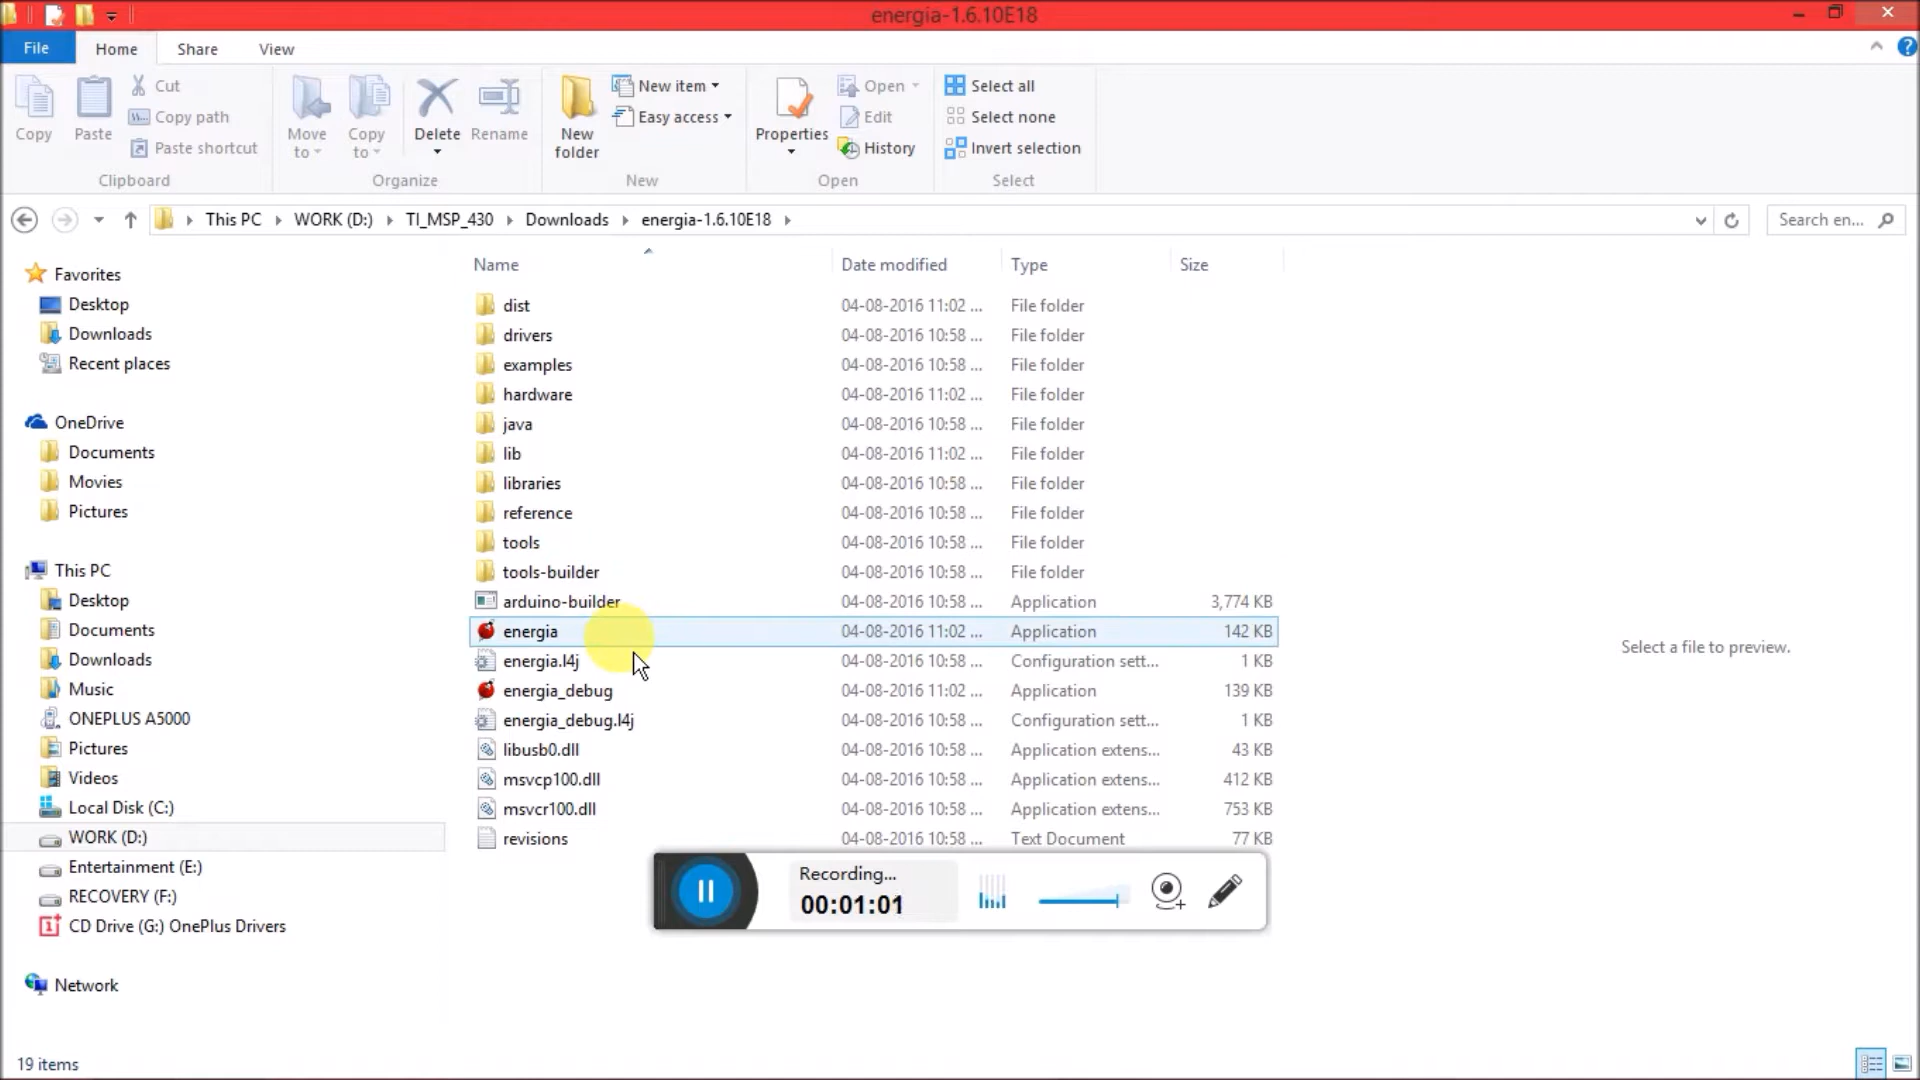 energia-1.6.10E18
File Home Share View
Copy
Paste
Cut
Copy path
Paste shortcut
Clipboard
Move to
Copy to
Delete
Rename
Organize
New folder
New item
Easy access
New
Properties
Open
Edit
History
Open
Select all
Select none
Invert selection
Select
This PC WORK (D:) TI_MSP_430 Downloads energia-1.6.10E18
Search en...
Favorites
Desktop
Downloads
Recent places
OneDrive
Documents
Movies
Pictures
This PC
Desktop
Documents
Downloads
Music
ONEPLUS A5000
Pictures
Videos
Local Disk (C:)
WORK (D:)
Entertainment (E:)
RECOVERY (F:)
CD Drive (G:) OnePlus Drivers
Network
Name Date modified Type Size
dist 04-08-2016 11:02 ... File folder
drivers 04-08-2016 10:58 ... File folder
examples 04-08-2016 10:58 ... File folder
hardware 04-08-2016 11:02 ... File folder
java 04-08-2016 10:58 ... File folder
lib 04-08-2016 11:02 ... File folder
libraries 04-08-2016 10:58 ... File folder
reference 04-08-2016 10:58 ... File folder
tools 04-08-2016 10:58 ... File folder
tools-builder 04-08-2016 10:58 ... File folder
arduino-builder 04-08-2016 10:58 ... Application 3,774 KB
energia 04-08-2016 11:02 ... Application 142 KB
energia.l4j 04-08-2016 10:58 ... Configuration sett... 1 KB
energia_debug 04-08-2016 11:02 ... Application 139 KB
energia_debug.l4j 04-08-2016 10:58 ... Configuration sett... 1 KB
libusb0.dll 04-08-2016 10:58 ... Application extens... 43 KB
msvcp100.dll 04-08-2016 10:58 ... Application extens... 412 KB
msvcr100.dll 04-08-2016 10:58 ... Application extens... 753 KB
revisions 04-08-2016 10:58 ... Text Document 77 KB
Select a file to preview.
Recording...
00:01:01
19 items